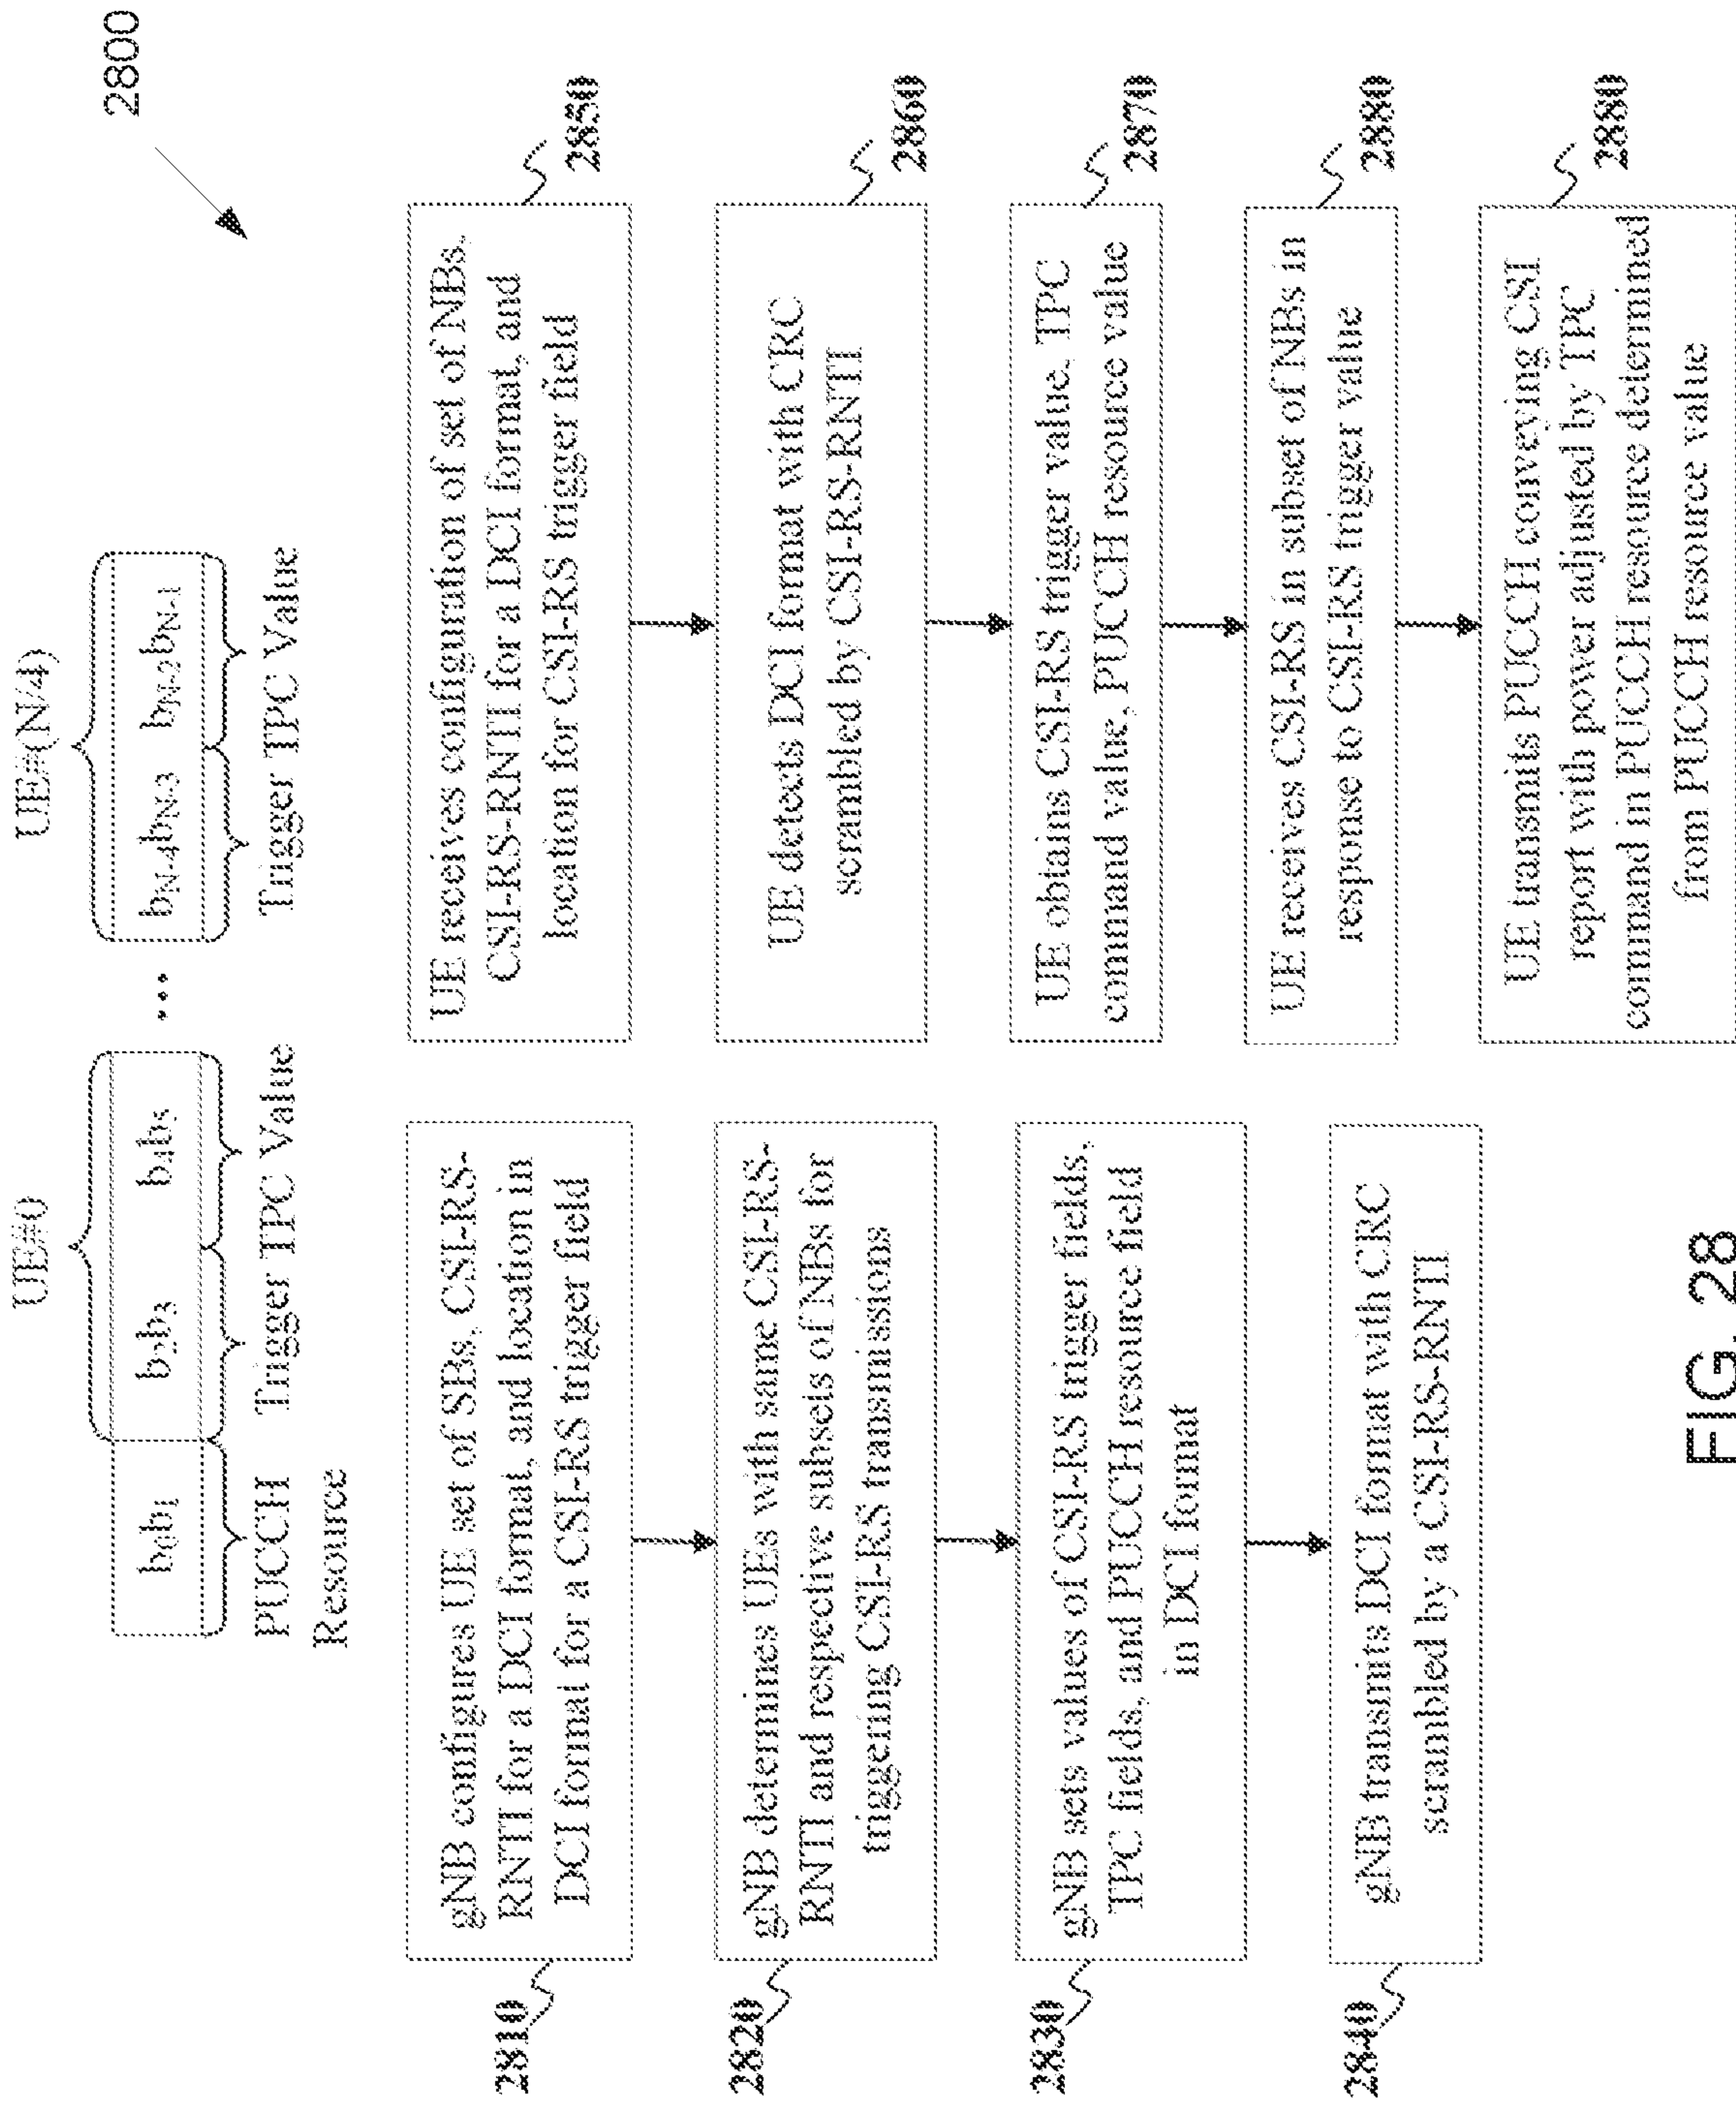 2800
UE#0
UE#(N/4)
b0b1
b2b3
b4b5
...
bN-4bN-3
bN-2bN-1
PUCCH
Resource
Trigger TPC Value
Trigger TPC Value
gNB configures UE set of SBs, CSI-RS-
RNTI for a DCI format, and location in
DCI format for a CSI-RS trigger field
2810
gNB determines UEs with same CSI-RS-
RNTI and respective subsets of NBs for
triggering CSI-RS transmissions
2820
gNB sets values of CSI-RS trigger fields,
TPC fields, and PUCCH resource field
in DCI format
2830
gNB transmits DCI format with CRC
scrambled by a CSI-RS-RNTI
2840
UE receives configuration of set of NBs,
CSI-RS-RNTI for a DCI format, and
location for CSI-RS trigger field
2850
UE detects DCI format with CRC
scrambled by CSI-RS-RNTI
2860
UE obtains CSI-RS trigger value, TPC
command value, PUCCH resource value
2870
UE receives CSI-RS in subset of NBs in
response to CSI-RS trigger value
2880
UE transmits PUCCH conveying CSI
report with power adjusted by TPC
command in PUCCH resource determined
from PUCCH resource value
2880
FIG. 28